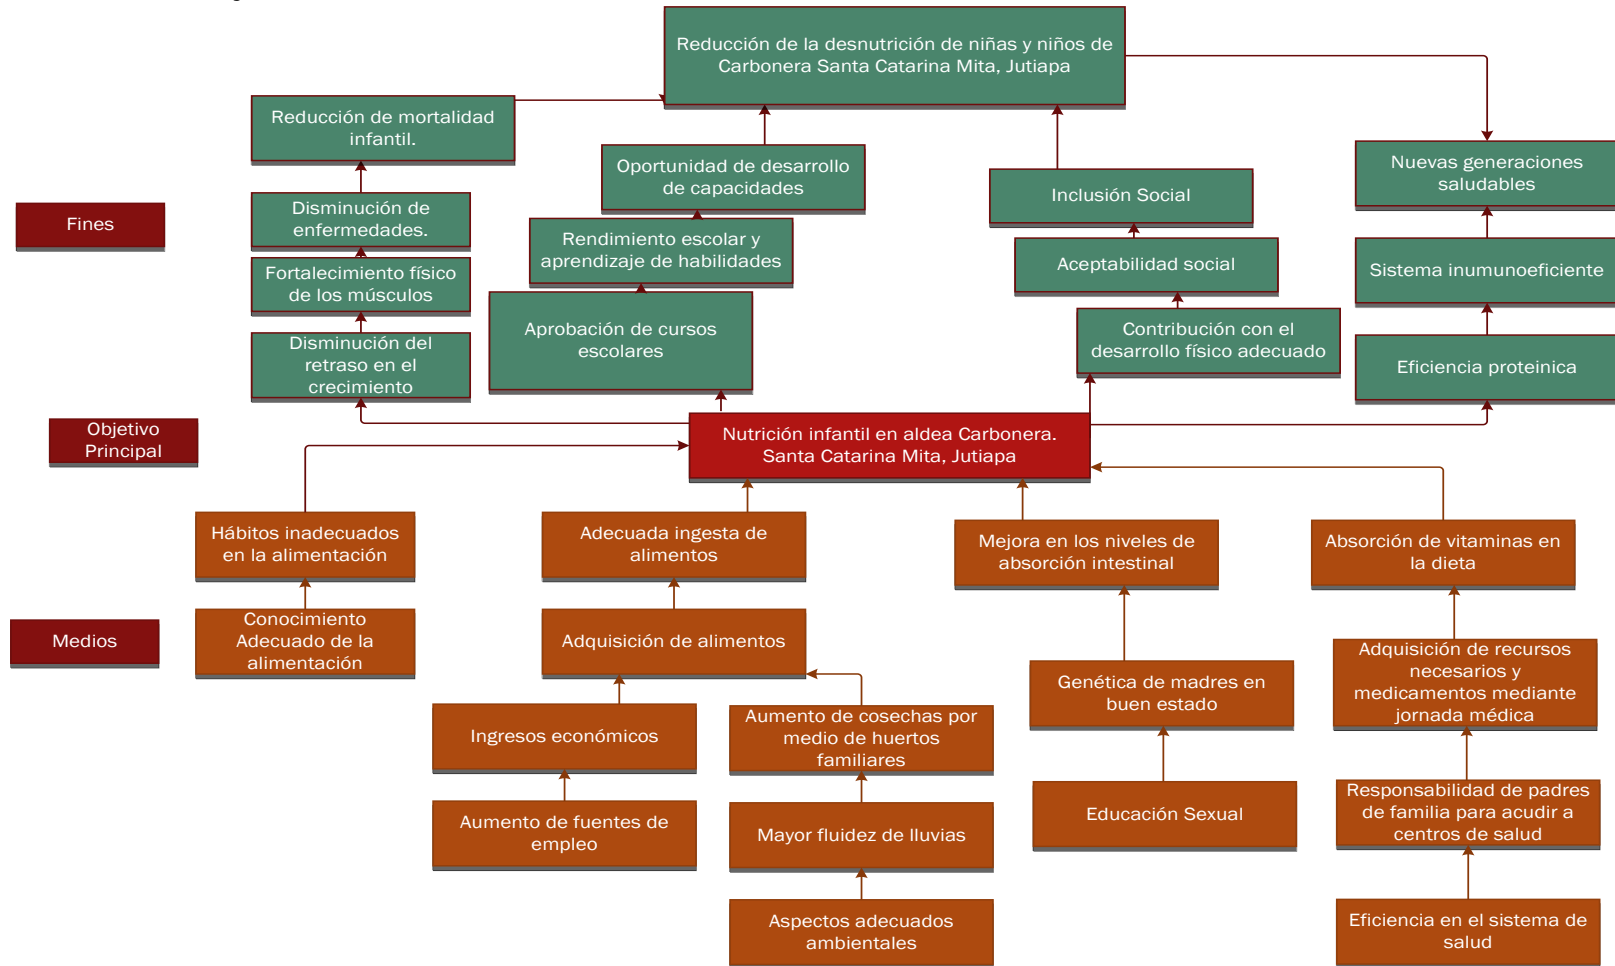 Reducción de la desnutrición de niñas y niños de
Carbonera Santa Catarina Mita, Jutiapa
Reducción de mortalidad
infantil.
Oportunidad de desarrollo
de capacidades
Inclusión Social
Nuevas generaciones
saludables
Fines
Disminución de
enfermedades.
Rendimiento escolar y
aprendizaje de habilidades
Aceptabilidad social
Sistema inumunoeficiente
Fortalecimiento físico
de los músculos
Aprobación de cursos
escolares
Contribución con el
desarrollo físico adecuado
Disminución del
retraso en el
crecimiento
Eficiencia proteinica
Objetivo
Principal
Nutrición infantil en aldea Carbonera.
Santa Catarina Mita, Jutiapa
Hábitos inadecuados
en la alimentación
Adecuada ingesta de
alimentos
Mejora en los niveles de
absorción intestinal
Absorción de vitaminas en
la dieta
Medios
Conocimiento
Adecuado de la
alimentación
Adquisición de alimentos
Genética de madres en
buen estado
Adquisición de recursos
necesarios y
medicamentos mediante
jornada médica
Ingresos económicos
Aumento de cosechas por
medio de huertos
familiares
Aumento de fuentes de
empleo
Mayor fluidez de lluvias
Educación Sexual
Responsabilidad de padres
de familia para acudir a
centros de salud
Aspectos adecuados
ambientales
Eficiencia en el sistema de
salud